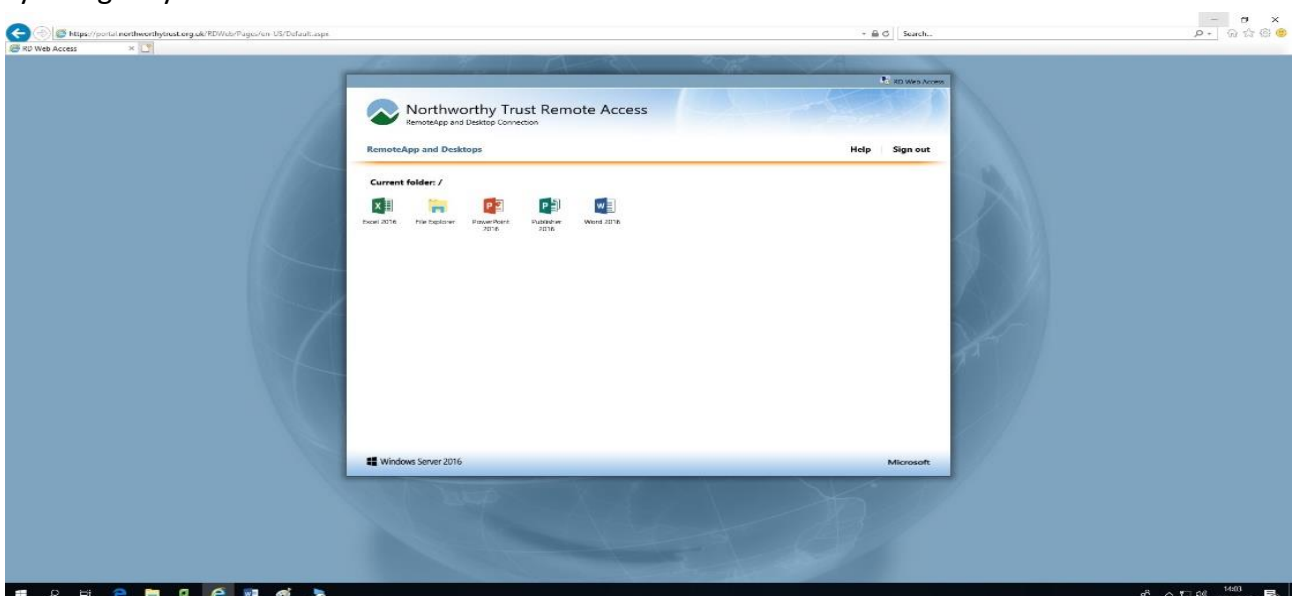 https://portal.northworthytrust.org.uk/RDWeb/Pages/en-US/Default.aspx
Search...
RD Web Access
RD Web Access
Northworthy Trust Remote Access
RemoteApp and Desktop Connection
RemoteApp and Desktops
Help
Sign out
Current folder: /
Excel 2016
File Explorer
PowerPoint
2016
Publisher
2016
Word 2016
Windows Server 2016
Microsoft
14:03